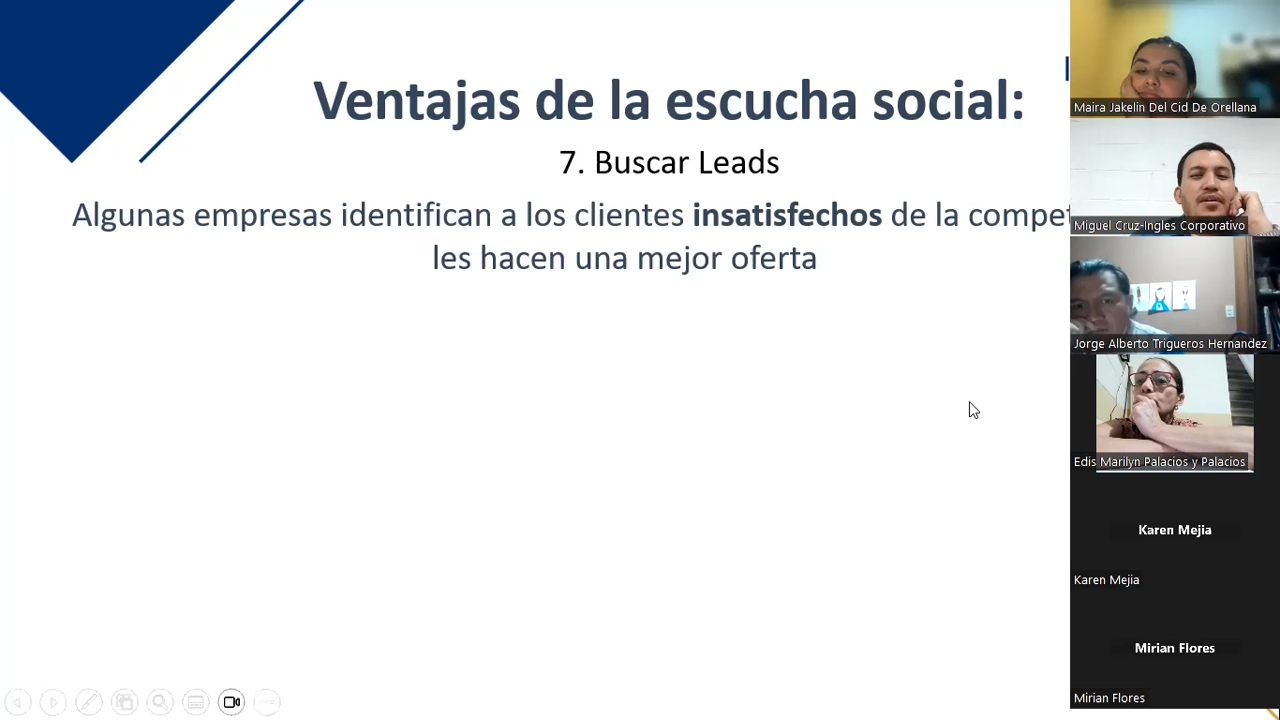 Ventajas de la escucha social:
7. Buscar Leads
Algunas empresas identifican a los clientes insatisfechos de la compet
les hacen una mejor oferta
Maira Jakelin Del Cid De Orellana
Miguel Cruz-Ingles Corporativo
Jorge Alberto Trigueros Hernandez
Edis Marilyn Palacios y Palacios
Karen Mejia
Karen Mejia
Mirian Flores
Mirian Flores